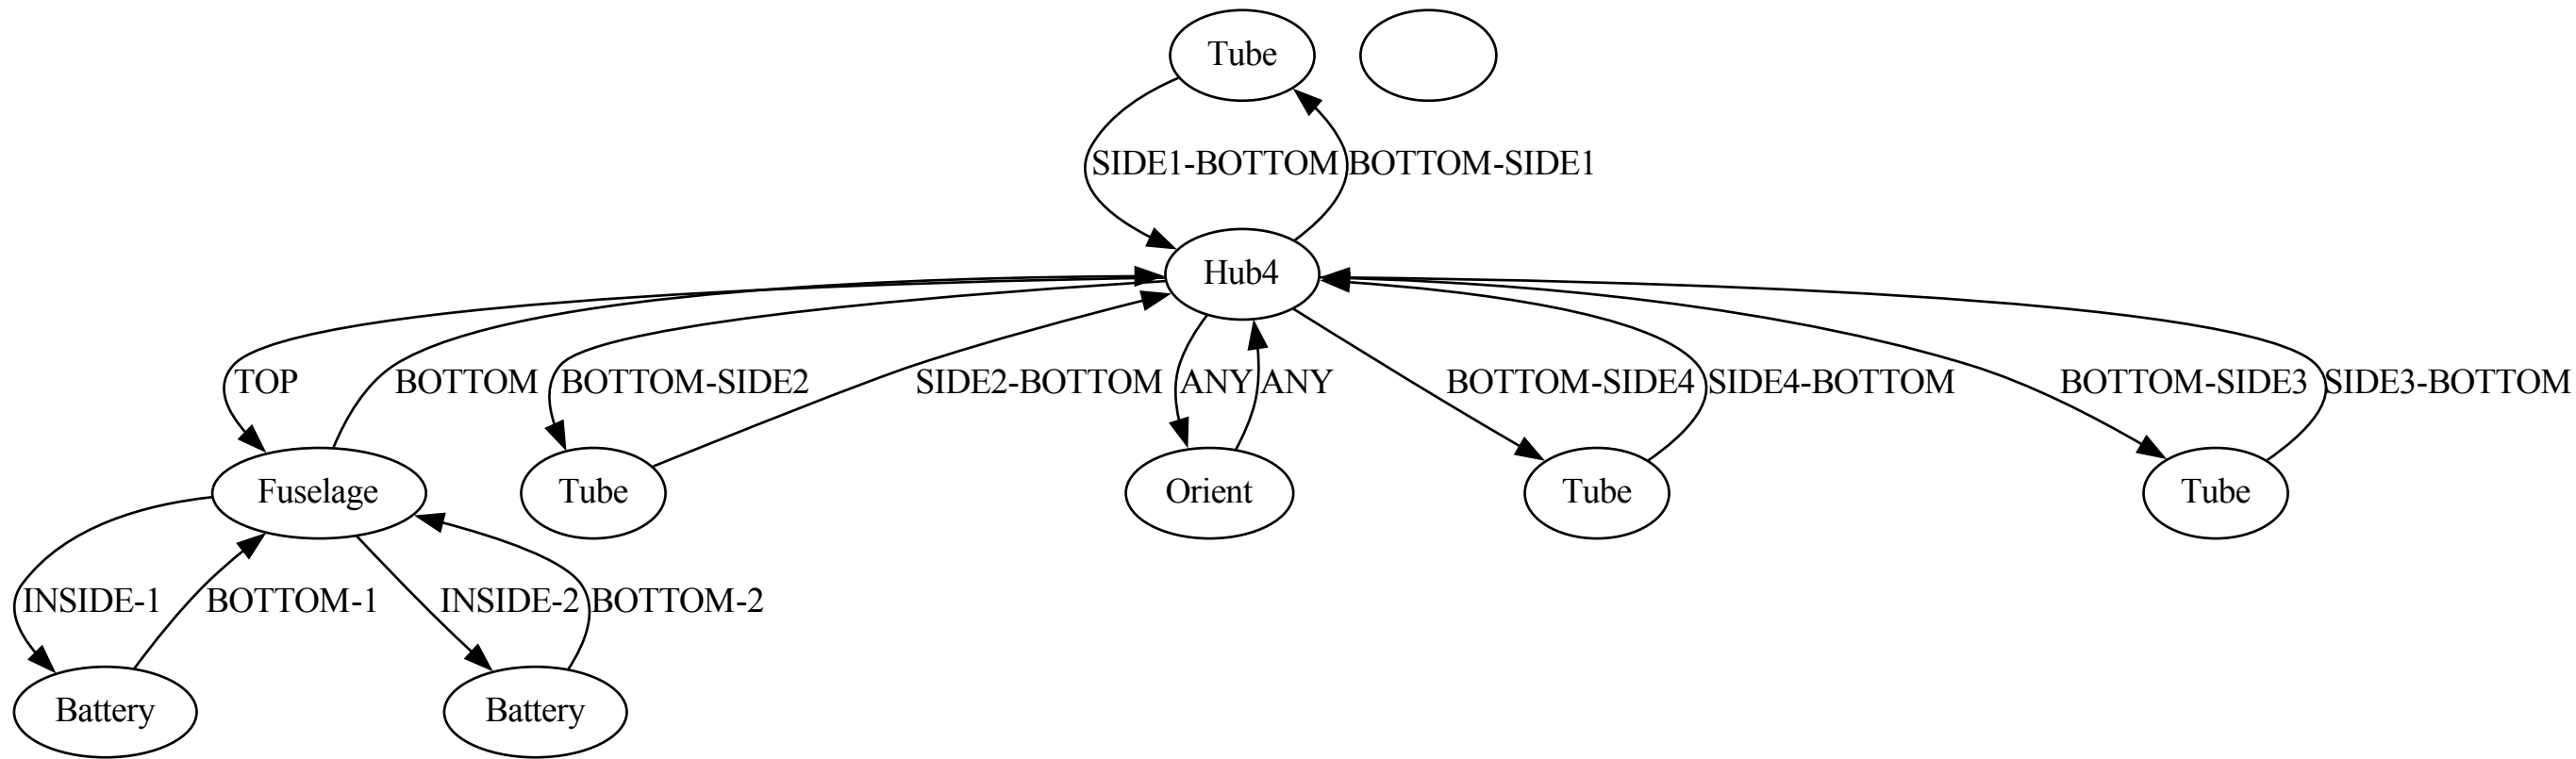 Tube
SIDE1-BOTTOM
BOTTOM-SIDE1
Hub4
TOP
BOTTOM
BOTTOM-SIDE2
SIDE2-BOTTOM
ANY
ANY
BOTTOM-SIDE4
SIDE4-BOTTOM
BOTTOM-SIDE3
SIDE3-BOTTOM
Fuselage
Tube
Orient
Tube
Tube
INSIDE-1
BOTTOM-1
INSIDE-2
BOTTOM-2
Battery
Battery